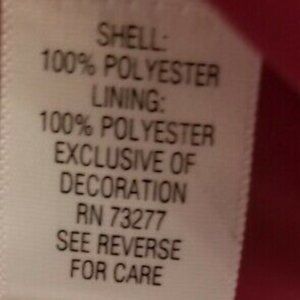 SHELL:
100% POLYESTER
LINING:
100% POLYESTER
EXCLUSIVE OF
DECORATION
RN 73277
SEE REVERSE
FOR CARE